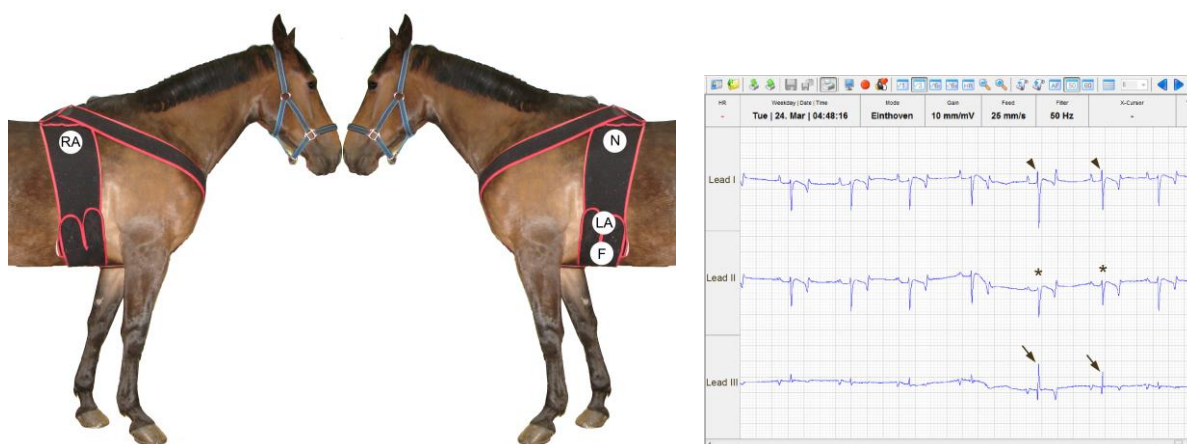 RA
N
LA
F
HR
-
Weekday | Date | Time
Tue | 24. Mar | 04:48:16
Mode
Einthoven
Gain
10 mm/mV
Feed
25 mm/s
Filter
50 Hz
X-Cursor
-
Lead I
Lead II
* *
Lead III